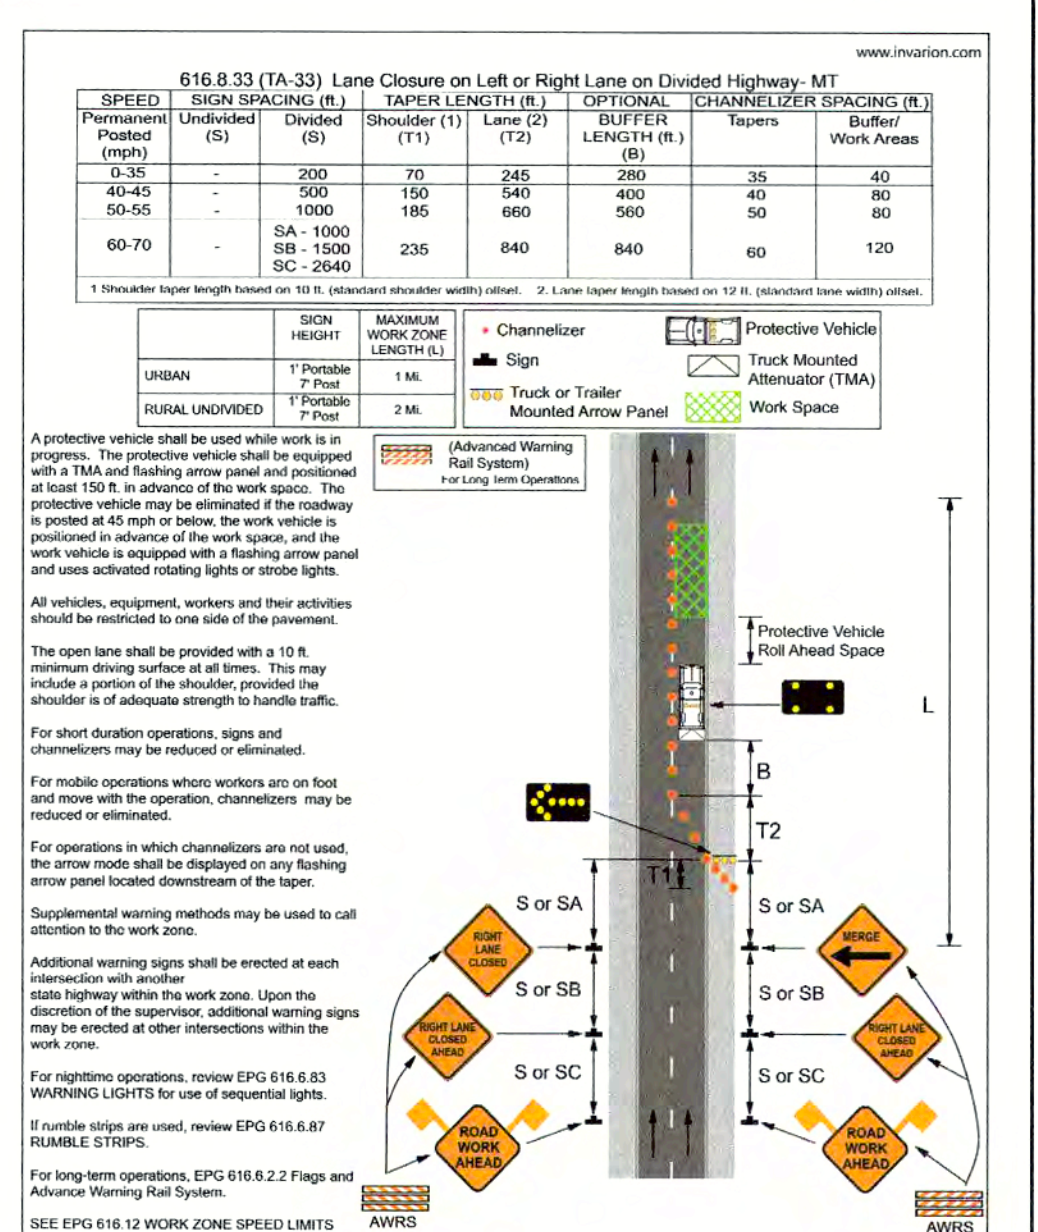 www.invarion.com
616.8.33 (TA-33) Lane Closure on Left or Right Lane on Divided Highway- MT
SPEED SIGN SPACING (ft.) TAPER LENGTH (ft.) OPTIONAL CHANNELIZER SPACING (ft.)
Permanent Undivided Divided Shoulder (1) Lane (2) BUFFER Tapers Buffer/
Posted (S) (S) (T1) (T2) LENGTH (ft.) Work Areas
(mph) (B)
0-35 - 200 70 245 280 35 40
40-45 - 500 150 540 400 40 80
50-55 - 1000 185 660 560 50 80
60-70 - SA - 1000 235 840 840 60 120
SB - 1500
SC - 2640
1 Shoulder taper length based on 10 ft. (standard shoulder width) offset. 2. Lane taper length based on 12 ft. (standard lane width) offset.
SIGN HEIGHT
MAXIMUM WORK ZONE LENGTH (L)
URBAN 1' Portable 1 Mi.
7' Post
RURAL UNDIVIDED 1' Portable 2 Mi.
7' Post
Channelizer
Sign
Truck or Trailer
Mounted Arrow Panel
Protective Vehicle
Truck Mounted
Attenuator (TMA)
Work Space
(Advanced Warning
Rail System)
For Long Term Operations
A protective vehicle shall be used while work is in
progress. The protective vehicle shall be equipped
with a TMA and flashing arrow panel and positioned
at least 150 ft. in advance of the work space. The
protective vehicle may be eliminated if the roadway
is posted at 45 mph or below, the work vehicle is
positioned in advance of the work space, and the
work vehicle is equipped with a flashing arrow panel
and uses activated rotating lights or strobe lights.
All vehicles, equipment, workers and their activities
should be restricted to one side of the pavement.
The open lane shall be provided with a 10 ft.
minimum driving surface at all times. This may
include a portion of the shoulder, provided the
shoulder is of adequate strength to handle traffic.
For short duration operations, signs and
channelizers may be reduced or eliminated.
For mobile operations where workers are on foot
and move with the operation, channelizers may be
reduced or eliminated.
For operations in which channelizers are not used,
the arrow mode shall be displayed on any flashing
arrow panel located downstream of the taper.
Supplemental warning methods may be used to call
attention to the work zone.
Additional warning signs shall be erected at each
intersection with another
state highway within the work zone. Upon the
discretion of the supervisor, additional warning signs
may be erected at other intersections within the
work zone.
For nighttime operations, review EPG 616.6.83
WARNING LIGHTS for use of sequential lights.
If rumble strips are used, review EPG 616.6.87
RUMBLE STRIPS.
For long-term operations, EPG 616.6.2.2 Flags and
Advance Warning Rail System.
SEE EPG 616.12 WORK ZONE SPEED LIMITS
Protective Vehicle
Roll Ahead Space
L
B
T2
T1
S or SA
S or SA
RIGHT
LANE
CLOSED
MERGE
S or SB
S or SB
RIGHT LANE
CLOSED
AHEAD
RIGHT LANE
CLOSED
AHEAD
S or SC
S or SC
ROAD
WORK
AHEAD
ROAD
WORK
AHEAD
AWRS
AWRS